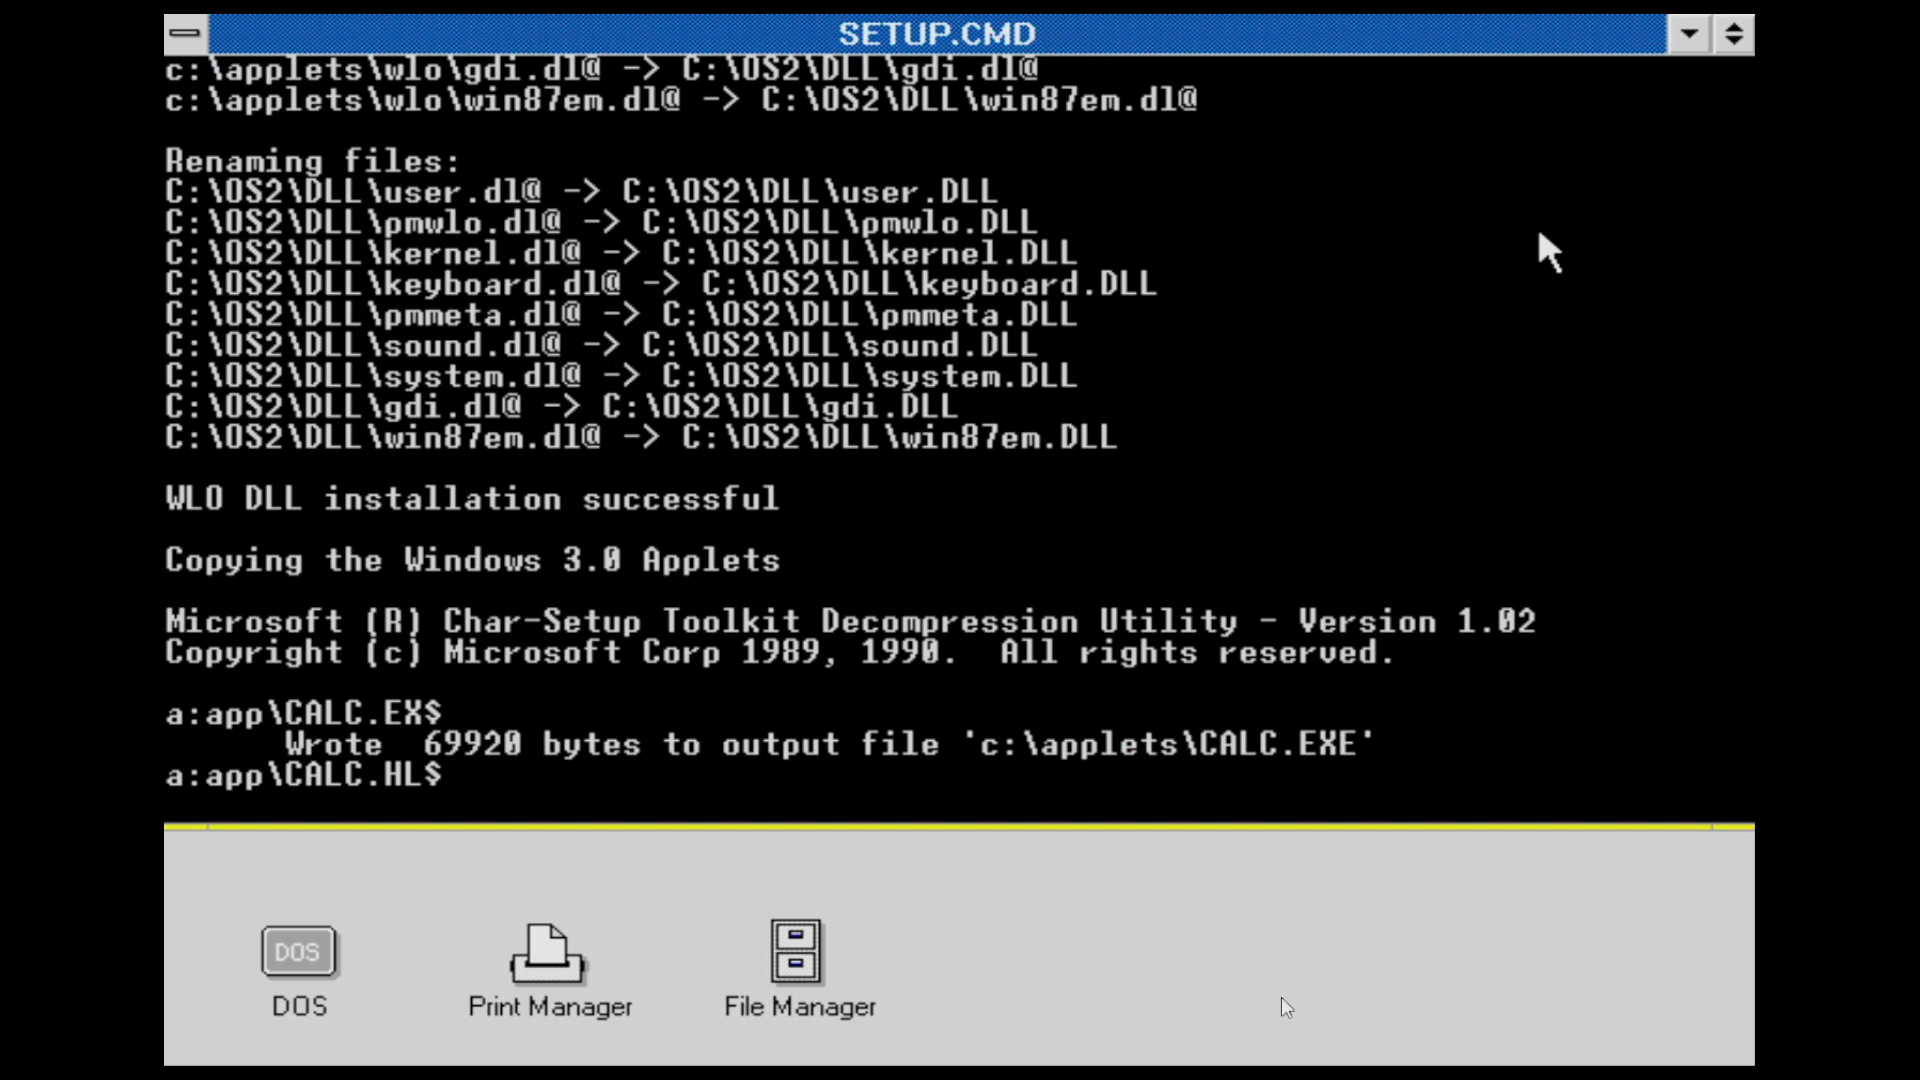 SETUP.CMD
c:\applets\wlo\gdi.dl@ -> C:\OS2\DLL\gdi.dl@
c:\applets\wlo\win87em.dl@ -> C:\OS2\DLL\win87em.dl@
Renaming files:
C:\OS2\DLL\user.dl@ -> C:\OS2\DLL\user.DLL
C:\OS2\DLL\pmwlo.dl@ -> C:\OS2\DLL\pmwlo.DLL
C:\OS2\DLL\kernel.dl@ -> C:\OS2\DLL\kernel.DLL
C:\OS2\DLL\keyboard.dl@ -> C:\OS2\DLL\keyboard.DLL
C:\OS2\DLL\pmmeta.dl@ -> C:\OS2\DLL\pmmeta.DLL
C:\OS2\DLL\sound.dl@ -> C:\OS2\DLL\sound.DLL
C:\OS2\DLL\system.dl@ -> C:\OS2\DLL\system.DLL
C:\OS2\DLL\gdi.dl@ -> C:\OS2\DLL\gdi.DLL
C:\OS2\DLL\win87em.dl@ -> C:\OS2\DLL\win87em.DLL
WLO DLL installation successful
Copying the Windows 3.0 Applets
Microsoft (R) Char-Setup Toolkit Decompression Utility - Version 1.02
Copyright (c) Microsoft Corp 1989, 1990.  All rights reserved.
a:app\CALC.EX$
      Wrote  69920 bytes to output file 'c:\applets\CALC.EXE'
a:app\CALC.HL$
DOS
DOS
Print Manager
File Manager